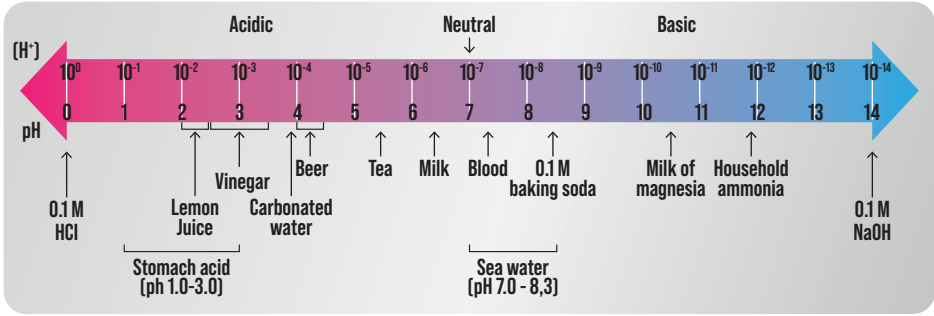 Acidic Neutral Basic
(H⁺)
10⁰ 10⁻¹ 10⁻² 10⁻³ 10⁻⁴ 10⁻⁵ 10⁻⁶ 10⁻⁷ 10⁻⁸ 10⁻⁹ 10⁻¹⁰ 10⁻¹¹ 10⁻¹² 10⁻¹³ 10⁻¹⁴
0 1 2 3 4 5 6 7 8 9 10 11 12 13 14
pH
0.1 M
HCl
Lemon
Juice
Vinegar
Carbonated
water
Beer
Tea
Milk
Blood
0.1 M
baking soda
Milk of
magnesia
Household
ammonia
0.1 M
NaOH
Stomach acid
(ph 1.0-3.0)
Sea water
(pH 7.0 - 8,3)